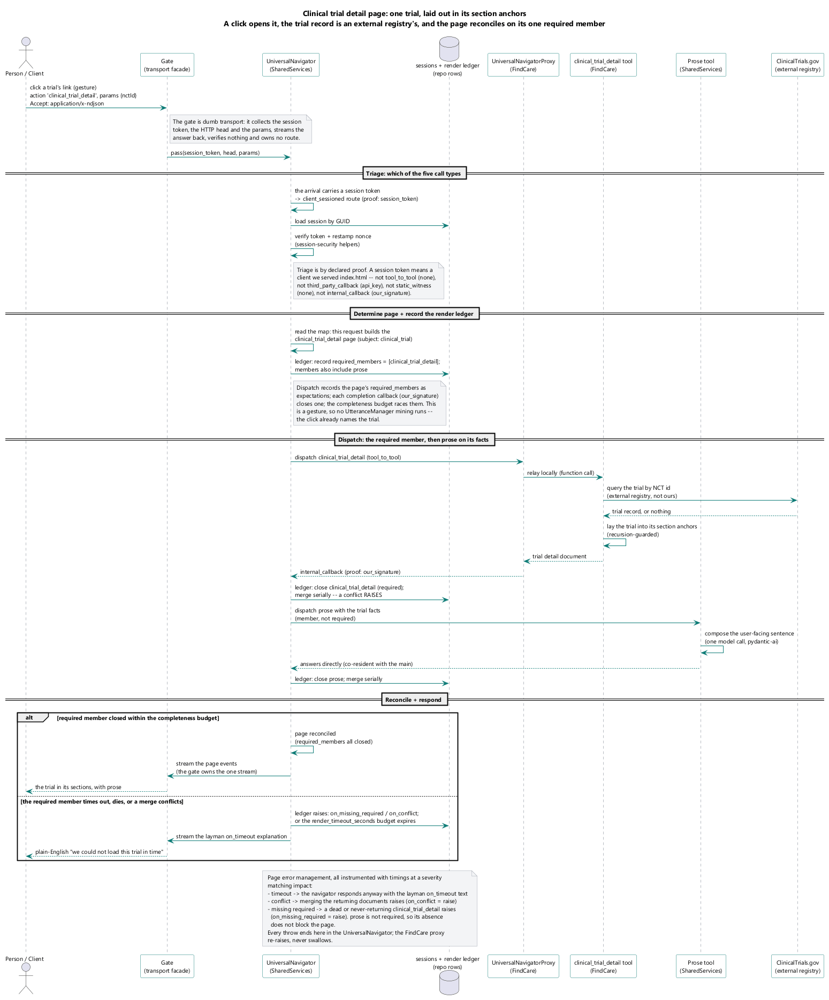 Clinical trial detail page: one trial, laid out in its section anchors
A click opens it, the trial record is an external registry's, and the page reconciles on its one required member
Person / Client
Gate
(transport facade)
UniversalNavigator
(SharedServices)
sessions + render ledger
(repo rows)
UniversalNavigatorProxy
(FindCare)
clinical_trial_detail tool
(FindCare)
Prose tool
(SharedServices)
ClinicalTrials.gov
(external registry)
click a trial's link (gesture)
action 'clinical_trial_detail', params {nctId}
Accept: application/x-ndjson
The gate is dumb transport: it collects the session
token, the HTTP head and the params, streams the
answer back, verifies nothing and owns no route.
pass(session_token, head, params)
Triage: which of the five call types
the arrival carries a session token
-> client_sessioned route (proof: session_token)
load session by GUID
verify token + restamp nonce
(session-security helpers)
Triage is by declared proof. A session token means a
client we served index.html -- not tool_to_tool (none),
not third_party_callback (api_key), not static_witness
(none), not internal_callback (our_signature).
Determine page + record the render ledger
read the map: this request builds the
clinical_trial_detail page (subject: clinical_trial)
ledger: record required_members = [clinical_trial_detail];
members also include prose
Dispatch records the page's required_members as
expectations; each completion callback (our_signature)
closes one; the completeness budget races them. This
is a gesture, so no UtteranceManager mining runs --
the click already names the trial.
Dispatch: the required member, then prose on its facts
dispatch clinical_trial_detail (tool_to_tool)
relay locally (function call)
query the trial by NCT id
(external registry, not ours)
trial record, or nothing
lay the trial into its section anchors
(recursion-guarded)
trial detail document
internal_callback (proof: our_signature)
ledger: close clinical_trial_detail (required);
merge serially -- a conflict RAISES
dispatch prose with the trial facts
(member, not required)
compose the user-facing sentence
(one model call, pydantic-ai)
answers directly (co-resident with the main)
ledger: close prose; merge serially
Reconcile + respond
alt [required member closed within the completeness budget]
page reconciled
(required_members all closed)
stream the page events
(the gate owns the one stream)
the trial in its sections, with prose
[the required member times out, dies, or a merge conflicts]
ledger raises: on_missing_required / on_conflict;
or the render_timeout_seconds budget expires
stream the layman on_timeout explanation
plain-English "we could not load this trial in time"
Page error management, all instrumented with timings at a severity
matching impact:
- timeout -> the navigator responds anyway with the layman on_timeout text
- conflict -> merging the returning documents raises (on_conflict = raise)
- missing required -> a dead or never-returning clinical_trial_detail raises
(on_missing_required = raise). prose is not required, so its absence
does not block the page.
Every throw ends here in the UniversalNavigator; the FindCare proxy
re-raises, never swallows.
Person / Client
Gate
(transport facade)
UniversalNavigator
(SharedServices)
sessions + render ledger
(repo rows)
UniversalNavigatorProxy
(FindCare)
clinical_trial_detail tool
(FindCare)
Prose tool
(SharedServices)
ClinicalTrials.gov
(external registry)